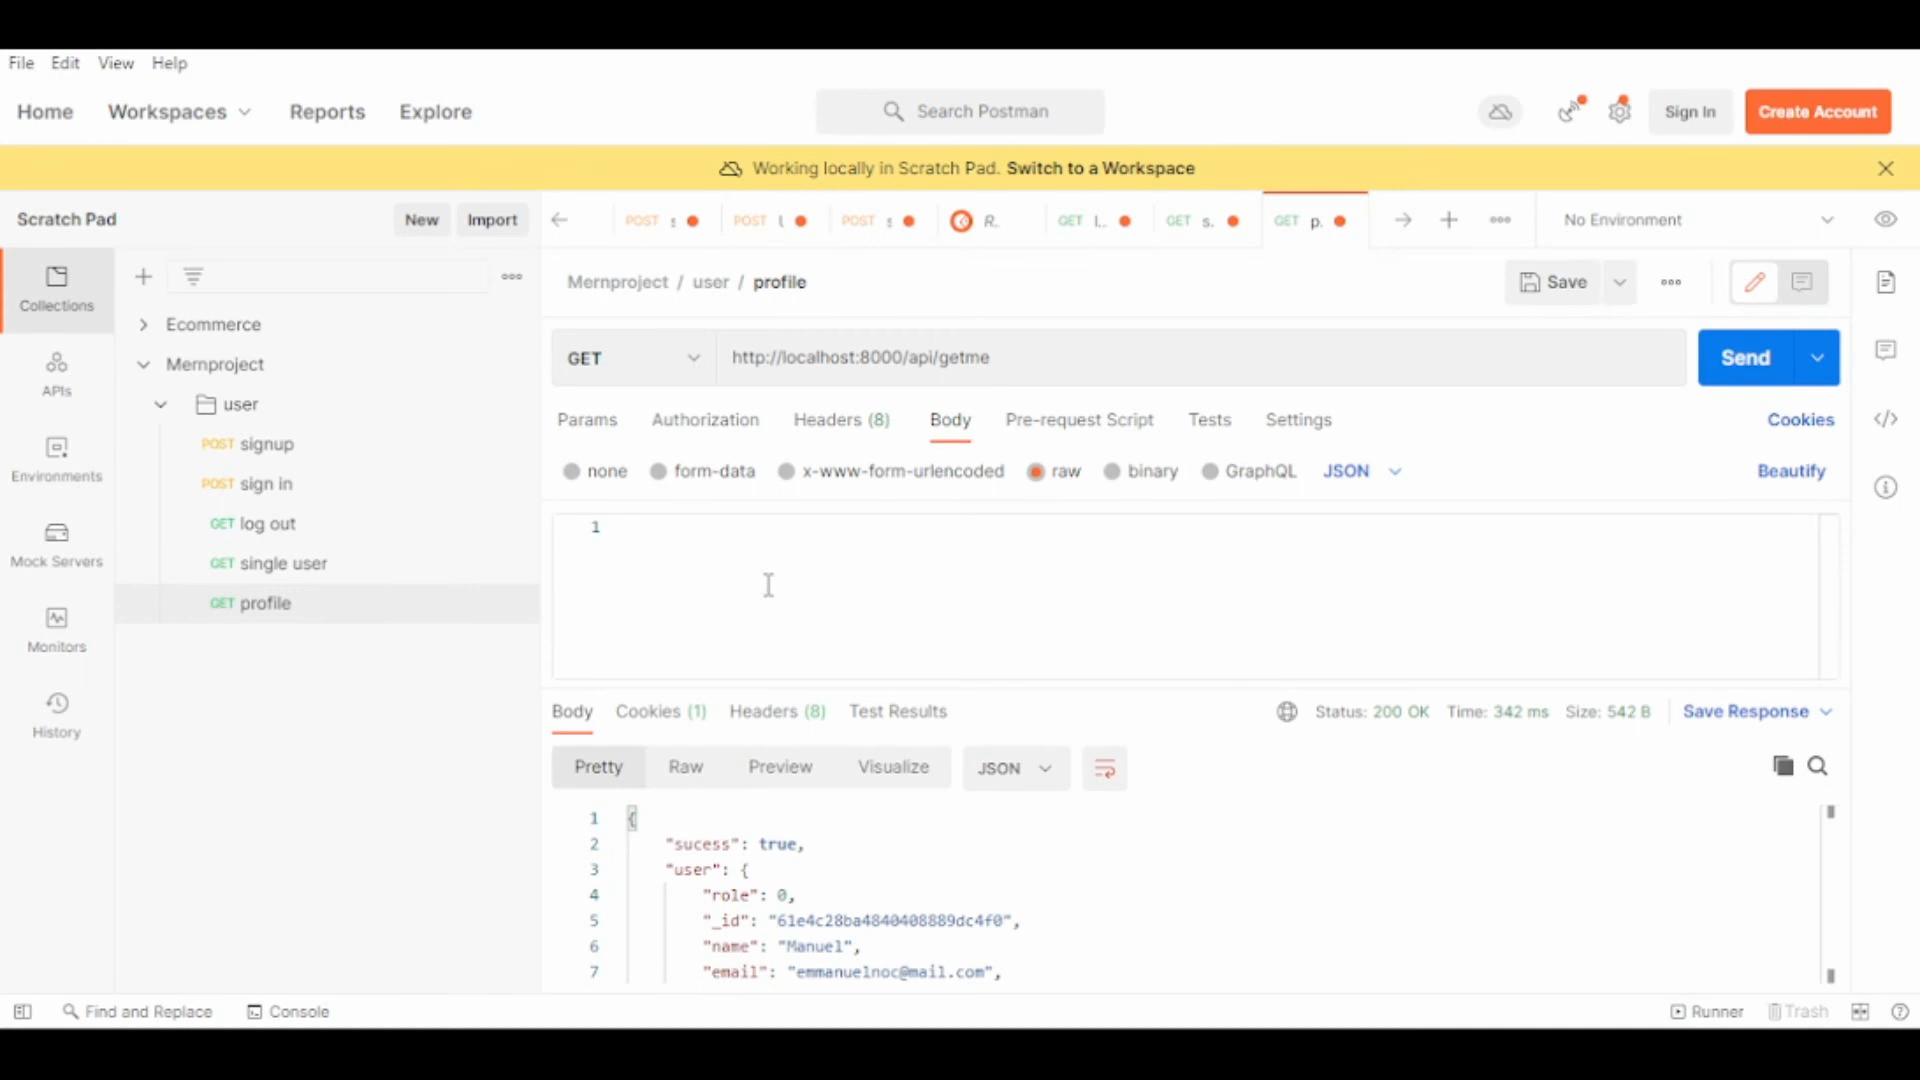 File Edit View Help
Home Workspaces Reports Explore Search Postman Sign In Create Account
Working locally in Scratch Pad. Switch to a Workspace
Scratch Pad New Import POST s POST l POST s R. GET l.. GET s. GET p. No Environment
Mernproject / user / profile Save
Collections
Ecommerce
Mernproject
user
POST signup
POST sign in
GET log out
GET single user
GET profile
APIs
Environments
Mock Servers
Monitors
History
GET http://localhost:8000/api/getme Send
Params Authorization Headers (8) Body Pre-request Script Tests Settings Cookies
none form-data x-www-form-urlencoded raw binary GraphQL JSON Beautify
1
Body Cookies (1) Headers (8) Test Results Status: 200 OK Time: 342 ms Size: 542 B Save Response
Pretty Raw Preview Visualize JSON
1 {
2 "sucess": true,
3 "user": {
4 "role": 0,
5 "_id": "61e4c28ba4840408889dc4f0",
6 "name": "Manuel",
7 "email": "emmanuelnoc@mail.com",
Find and Replace Console Runner Trash